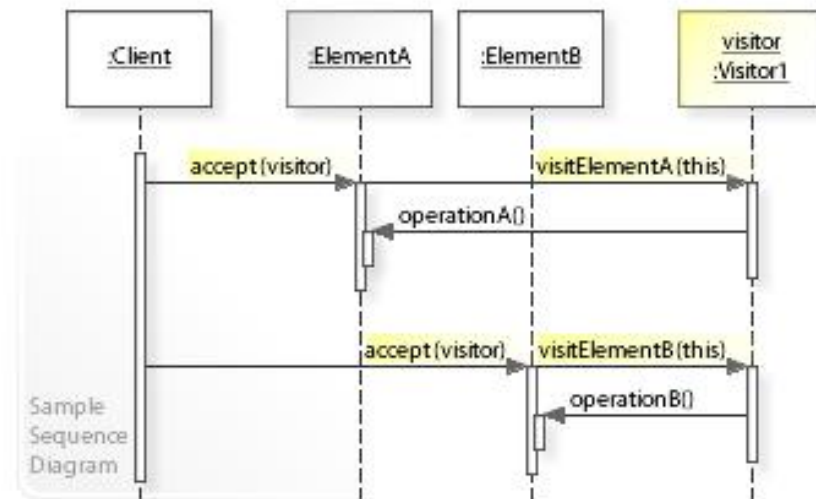 :Client
:ElementA
:ElementB
visitor
:Visitor1
accept(visitor)
visitElementA(this)
operationA()
accept(visitor)
visitElementB(this)
operationB()
Sample
Sequence
Diagram